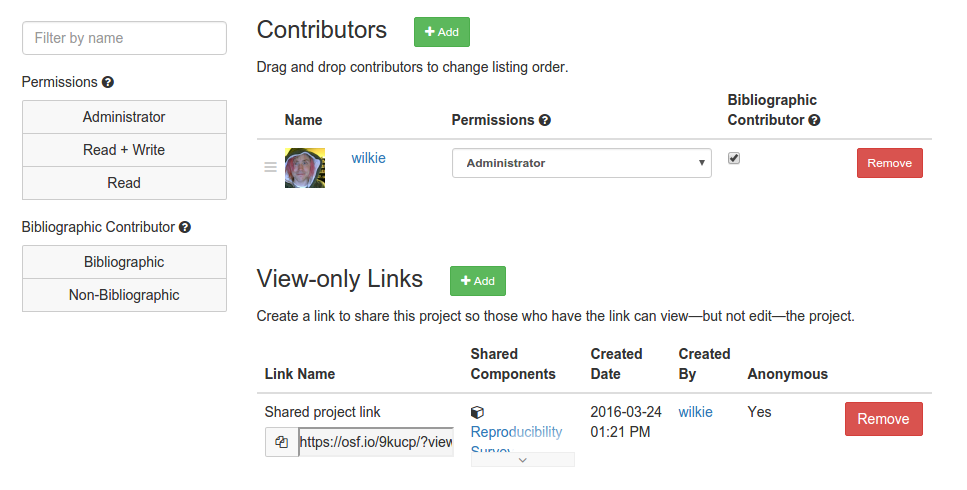 Filter by name
Permissions
Administrator
Read + Write
Read
Bibliographic Contributor
Bibliographic
Non-Bibliographic
Contributors
Add
Drag and drop contributors to change listing order.
Name
Permissions
Bibliographic
Contributor
wilkie
Administrator
Remove
View-only Links
Add
Create a link to share this project so those who have the link can view—but not edit—the project.
Link Name
Shared
Components
Created
Date
Created
By
Anonymous
Shared project link
https://osf.io/9kucp/?view
Reproducibility
Survey
2016-03-24
01:21 PM
wilkie
Yes
Remove